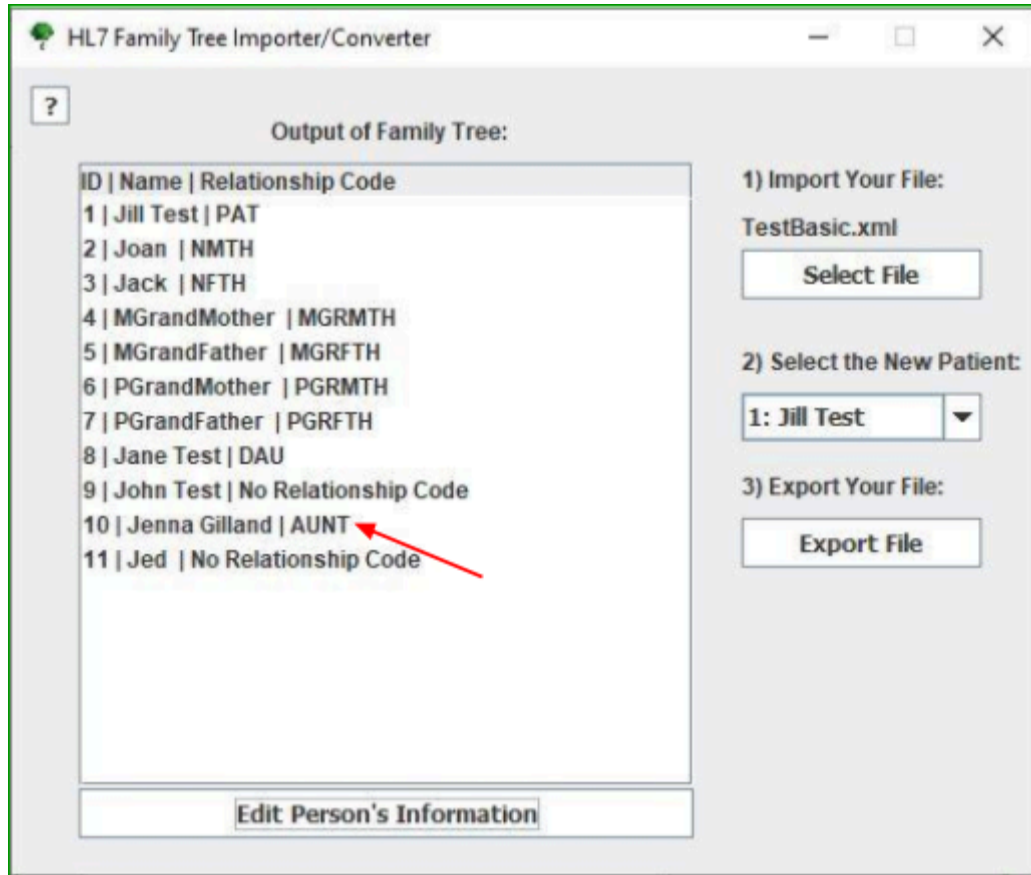 HL7 Family Tree Importer/Converter
?
Output of Family Tree:
ID | Name | Relationship Code
1 | Jill Test | PAT
2 | Joan | NMTH
3 | Jack | NFTH
4 | MGrandMother | MGRMTH
5 | MGrandFather | MGRFTH
6 | PGrandMother | PGRMTH
7 | PGrandFather | PGRFTH
8 | Jane Test | DAU
9 | John Test | No Relationship Code
10 | Jenna Gilland | AUNT
11 | Jed | No Relationship Code
Edit Person's Information
1) Import Your File:
TestBasic.xml
Select File
2) Select the New Patient:
1: Jill Test
3) Export Your File:
Export File